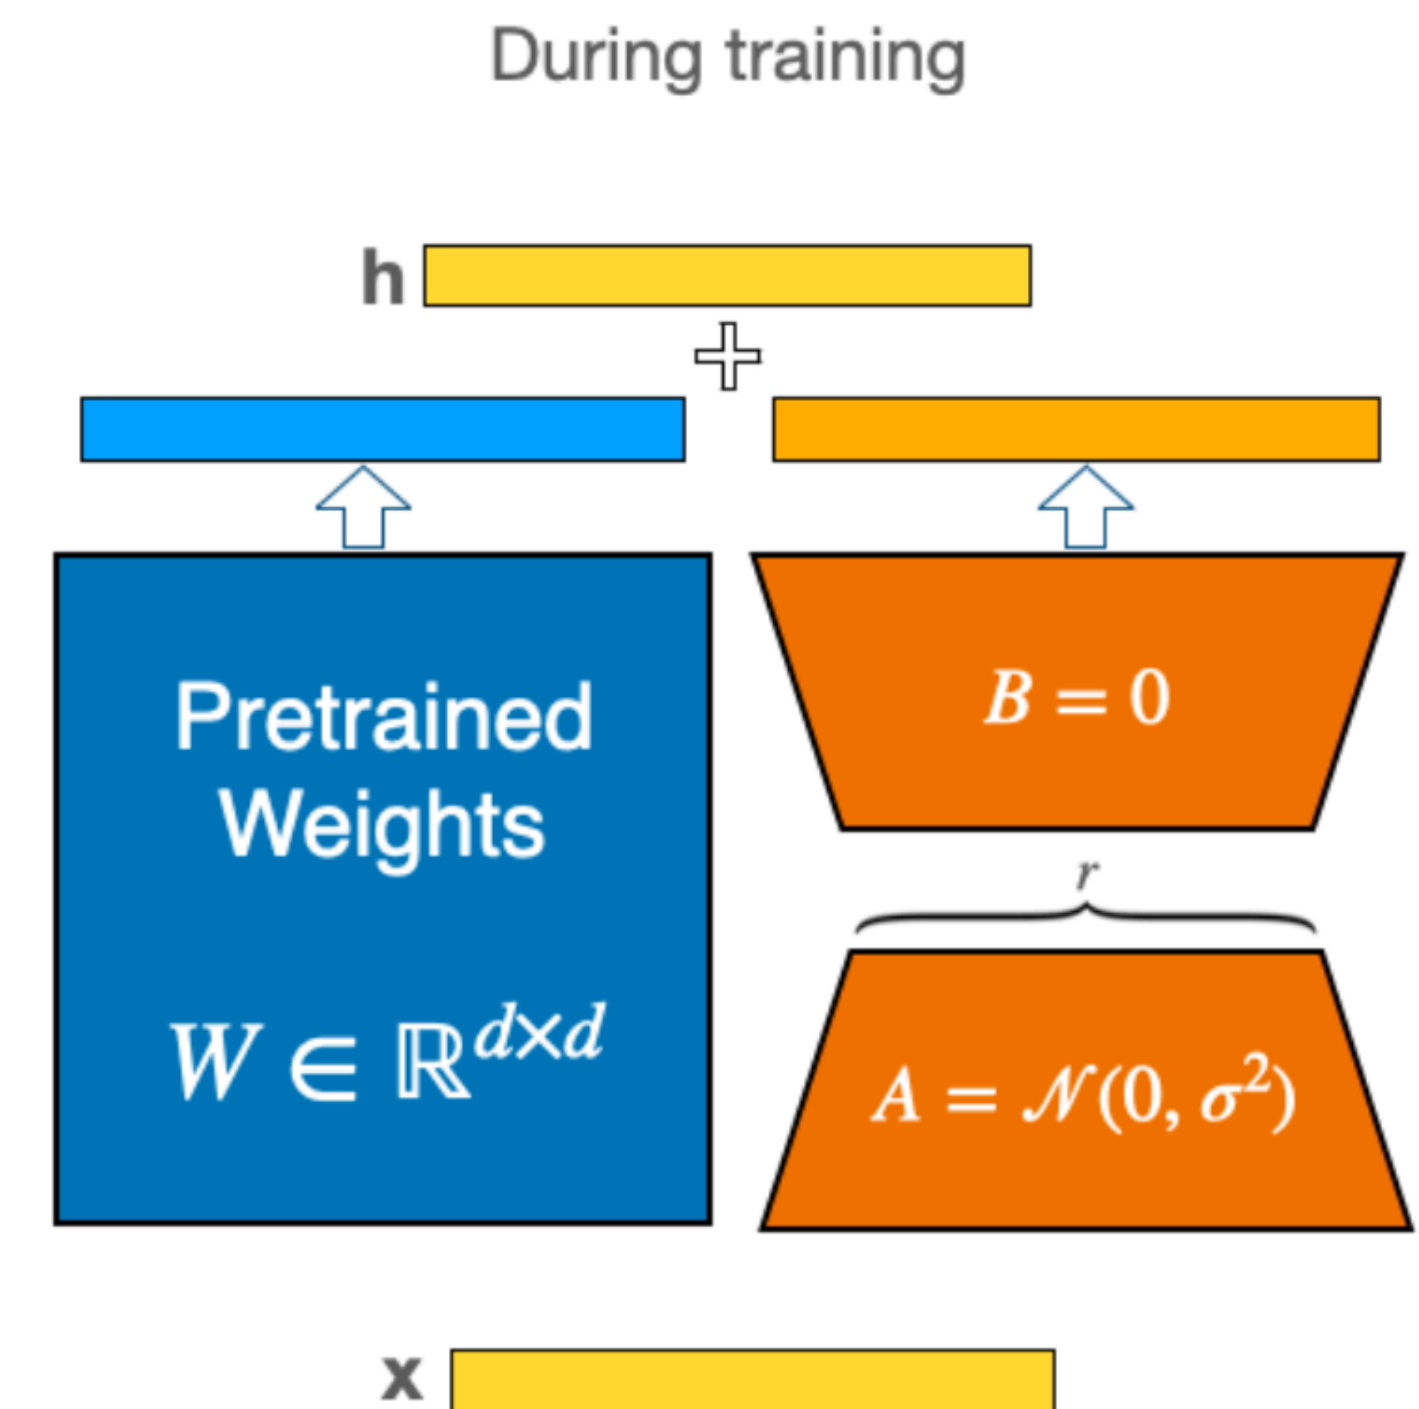 During training
h
Pretrained
Weights
W ∈ ℝ^{d×d}
B = 0
r
A = 𝒩(0, σ²)
x